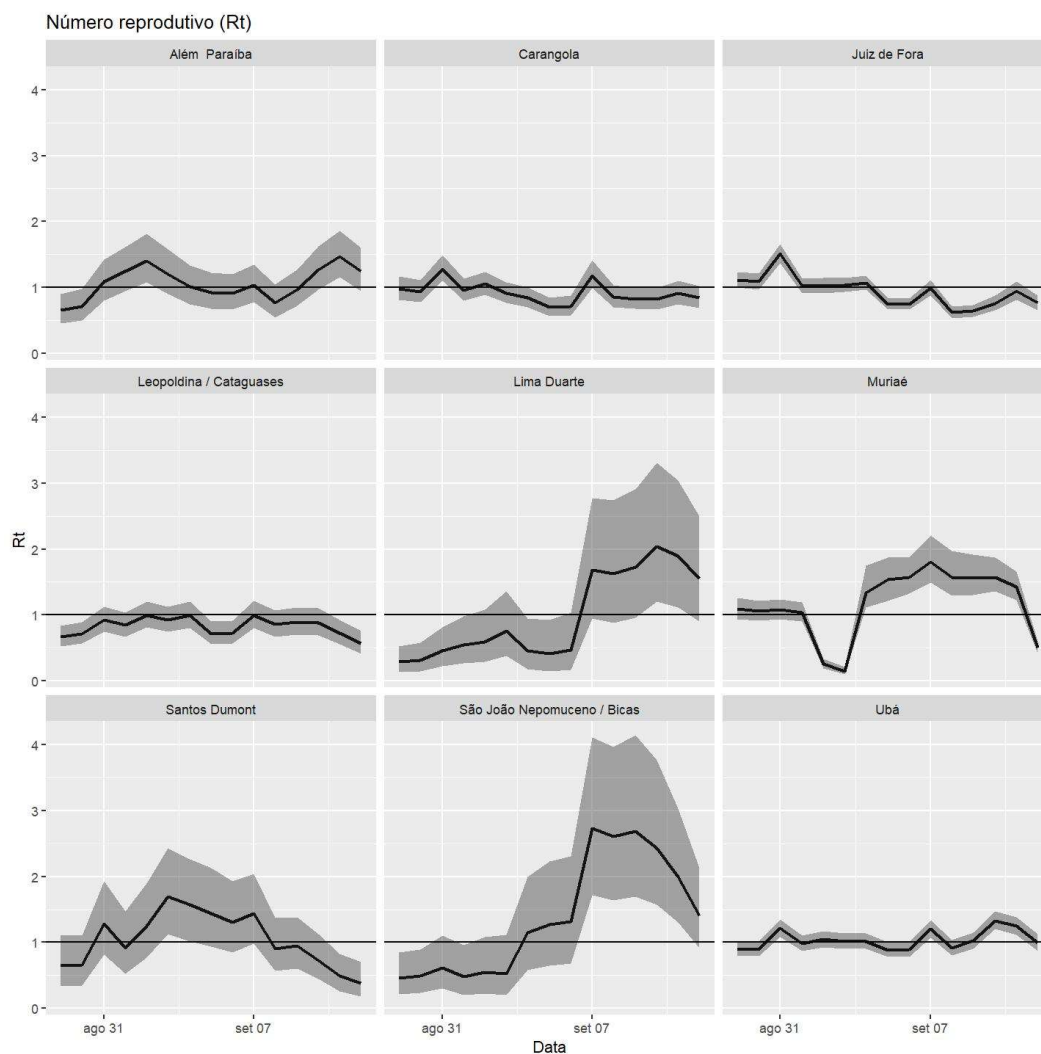 Número reprodutivo (Rt)
Além  Paraíba
Carangola
Juiz de Fora
4
3
2
1
0
Leopoldina / Cataguases
Lima Duarte
Muriaé
4
3
2
1
0
Rt
Santos Dumont
São João Nepomuceno / Bicas
Ubá
4
3
2
1
0
ago 31
set 07
ago 31
set 07
ago 31
set 07
Data